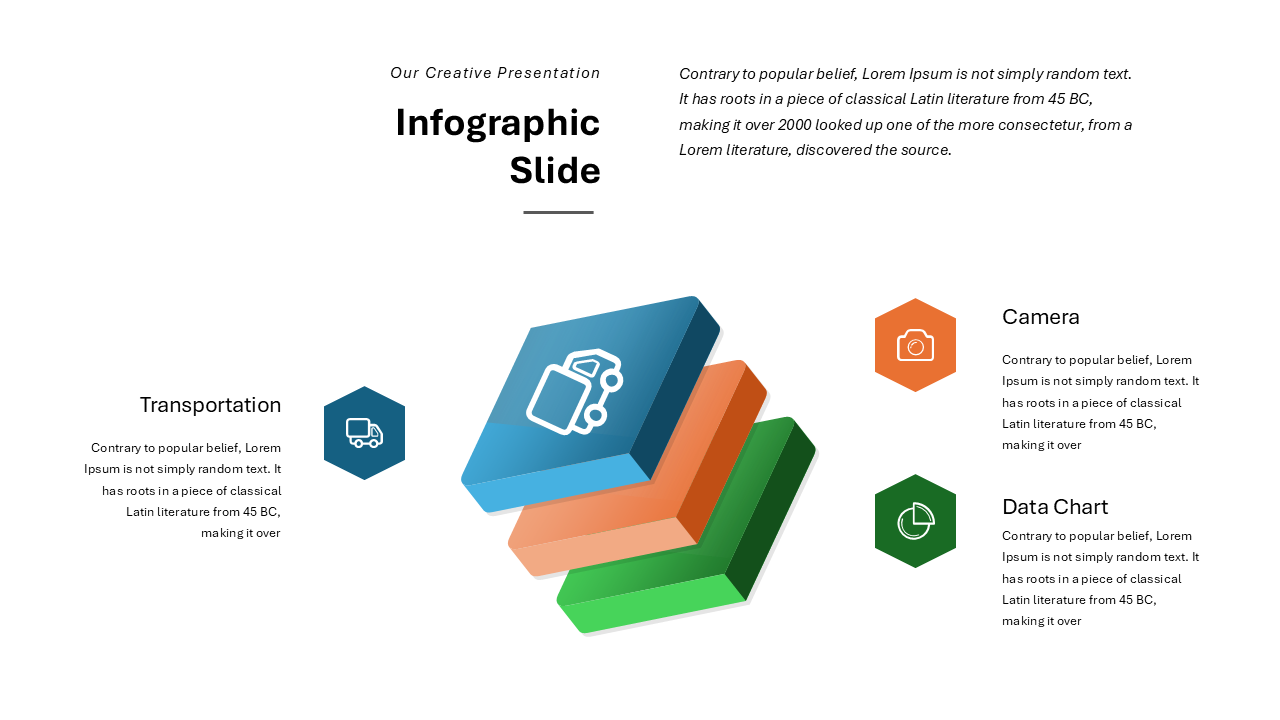 Our Creative Presentation
Infographic
Slide
Contrary to popular belief, Lorem Ipsum is not simply random text.
It has roots in a piece of classical Latin literature from 45 BC,
making it over 2000 looked up one of the more consectetur, from a
Lorem literature, discovered the source.
Transportation
Contrary to popular belief, Lorem
Ipsum is not simply random text. It
has roots in a piece of classical
Latin literature from 45 BC,
making it over
Camera
Contrary to popular belief, Lorem
Ipsum is not simply random text. It
has roots in a piece of classical
Latin literature from 45 BC,
making it over
Data Chart
Contrary to popular belief, Lorem
Ipsum is not simply random text. It
has roots in a piece of classical
Latin literature from 45 BC,
making it over